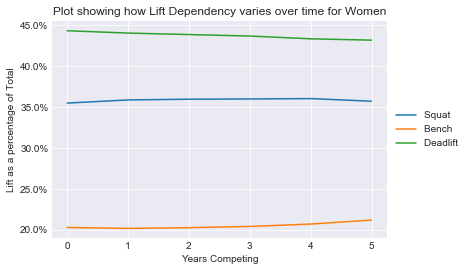 Plot showing how Lift Dependency varies over time for Women
45.0%
40.0%
35.0%
30.0%
25.0%
20.0%
Lift as a percentage of Total
0 1 2 3 4 5
Years Competing
Squat
Bench
Deadlift